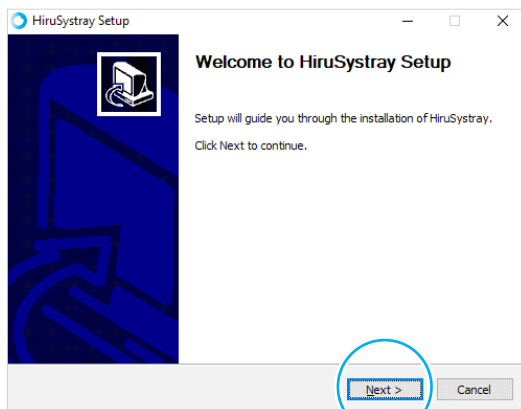 HiruSystray Setup
Welcome to HiruSystray Setup
Setup will guide you through the installation of HiruSystray.
Click Next to continue.
Next >
Cancel